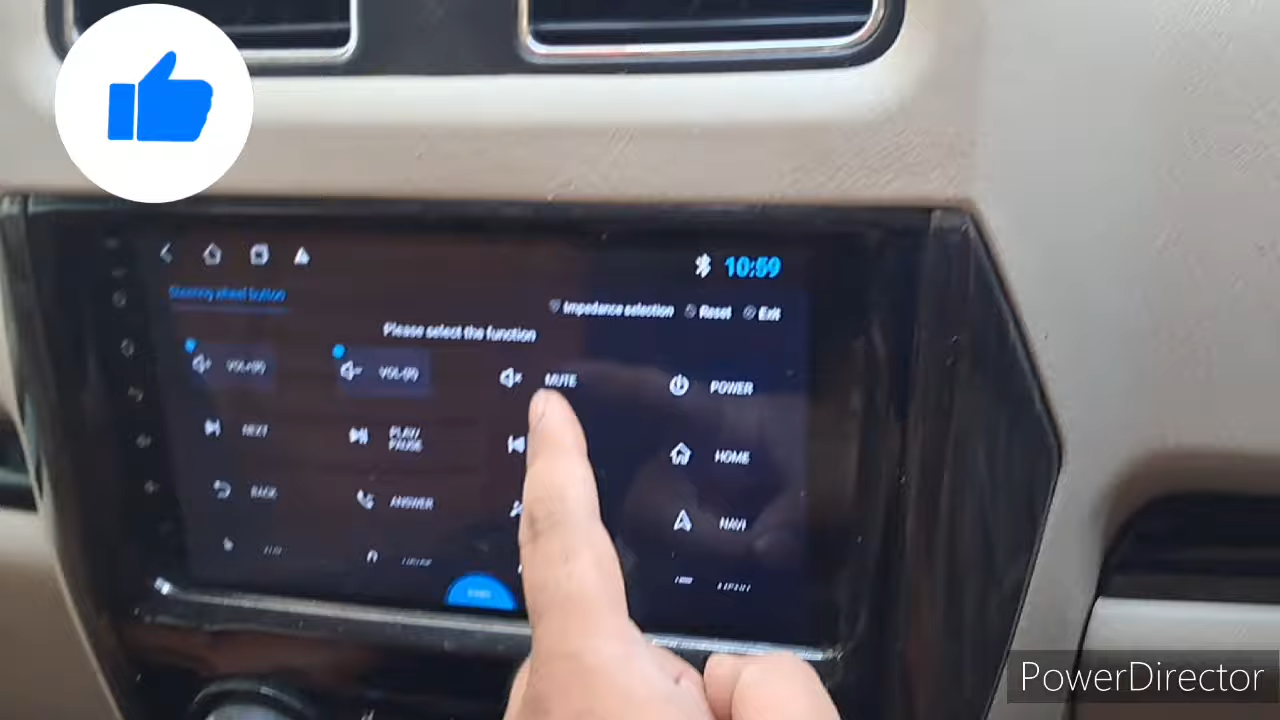 10:59
Steering wheel button
Impedance selection Reset Exit
Please select the function
VOL+(R) VOL-(R) MUTE POWER
NEXT PLAY/
PAUSE
HOME
BACK ANSWER NAVI
PowerDirector